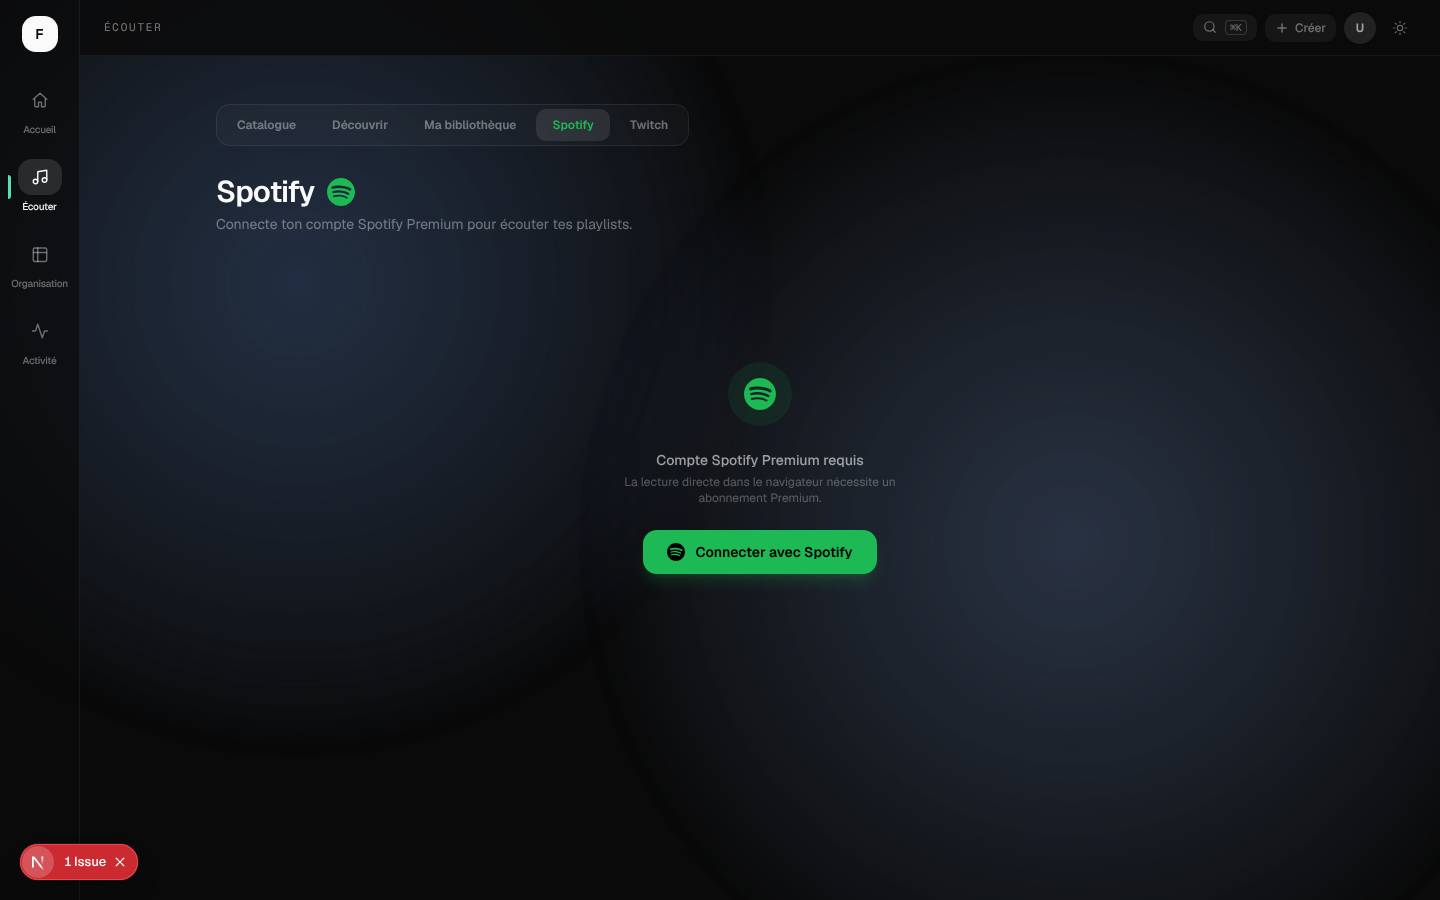 F
ÉCOUTER
⌘K
Créer
U
Accueil
Écouter
Organisation
Activité
Catalogue
Découvrir
Ma bibliothèque
Spotify
Twitch
Spotify
Connecte ton compte Spotify Premium pour écouter tes playlists.
Compte Spotify Premium requis
La lecture directe dans le navigateur nécessite un
abonnement Premium.
Connecter avec Spotify
N
1 Issue